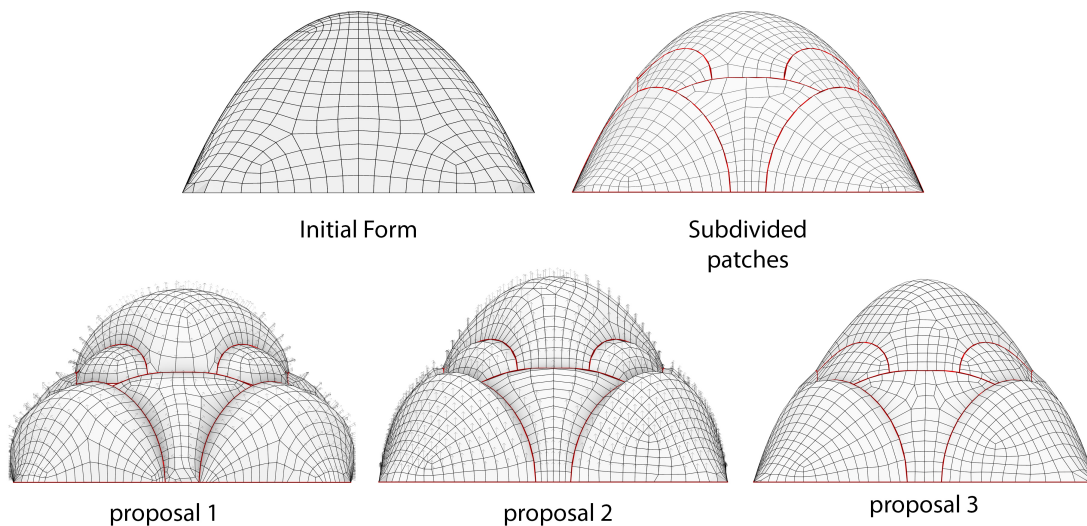 Initial Form
Subdivided
patches
proposal 1
proposal 2
proposal 3